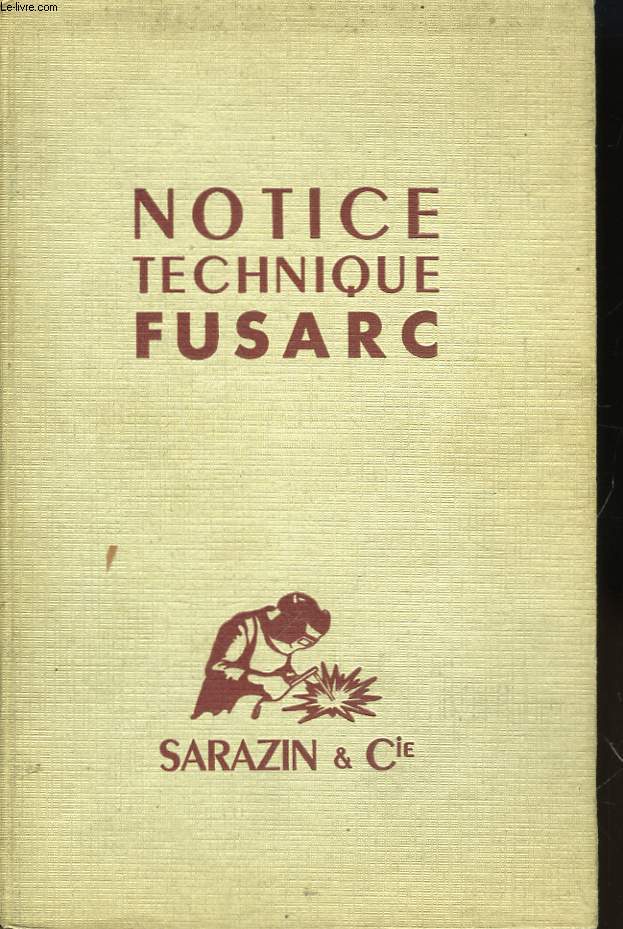 Le-livre.com
NOTICE
TECHNIQUE
FUSARC
SARAZIN & Cie